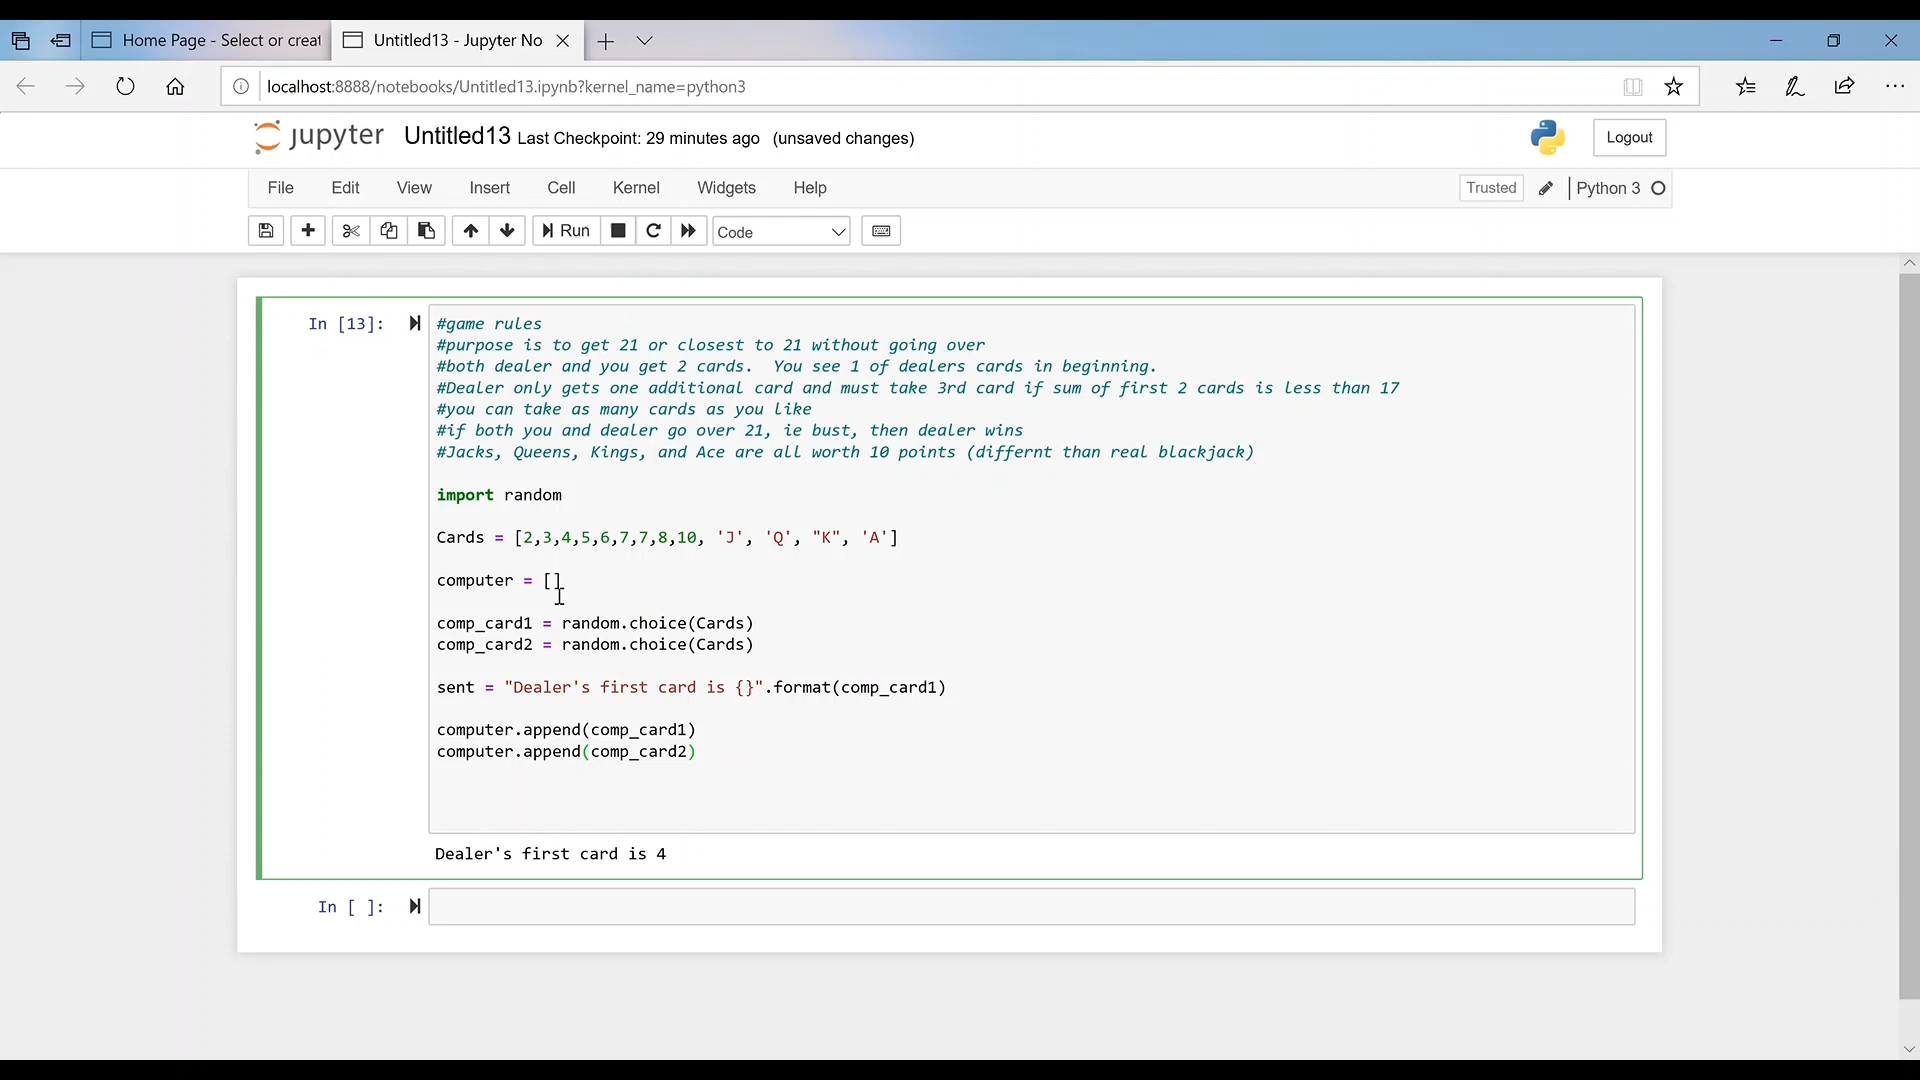 Home Page - Select or creat
Untitled13 - Jupyter No
localhost:8888/notebooks/Untitled13.ipynb?kernel_name=python3
jupyter Untitled13 Last Checkpoint: 29 minutes ago (unsaved changes)
Logout
File Edit View Insert Cell Kernel Widgets Help
Trusted
Python 3
Run
Code
In [13]:
#game rules
#purpose is to get 21 or closest to 21 without going over
#both dealer and you get 2 cards.  You see 1 of dealers cards in beginning.
#Dealer only gets one additional card and must take 3rd card if sum of first 2 cards is less than 17
#you can take as many cards as you like
#if both you and dealer go over 21, ie bust, then dealer wins
#Jacks, Queens, Kings, and Ace are all worth 10 points (differnt than real blackjack)
import random
Cards = [2,3,4,5,6,7,7,8,10, 'J', 'Q', "K", 'A']
computer = []
comp_card1 = random.choice(Cards)
comp_card2 = random.choice(Cards)
sent = "Dealer's first card is {}".format(comp_card1)
computer.append(comp_card1)
computer.append(comp_card2)
Dealer's first card is 4
In [ ]: